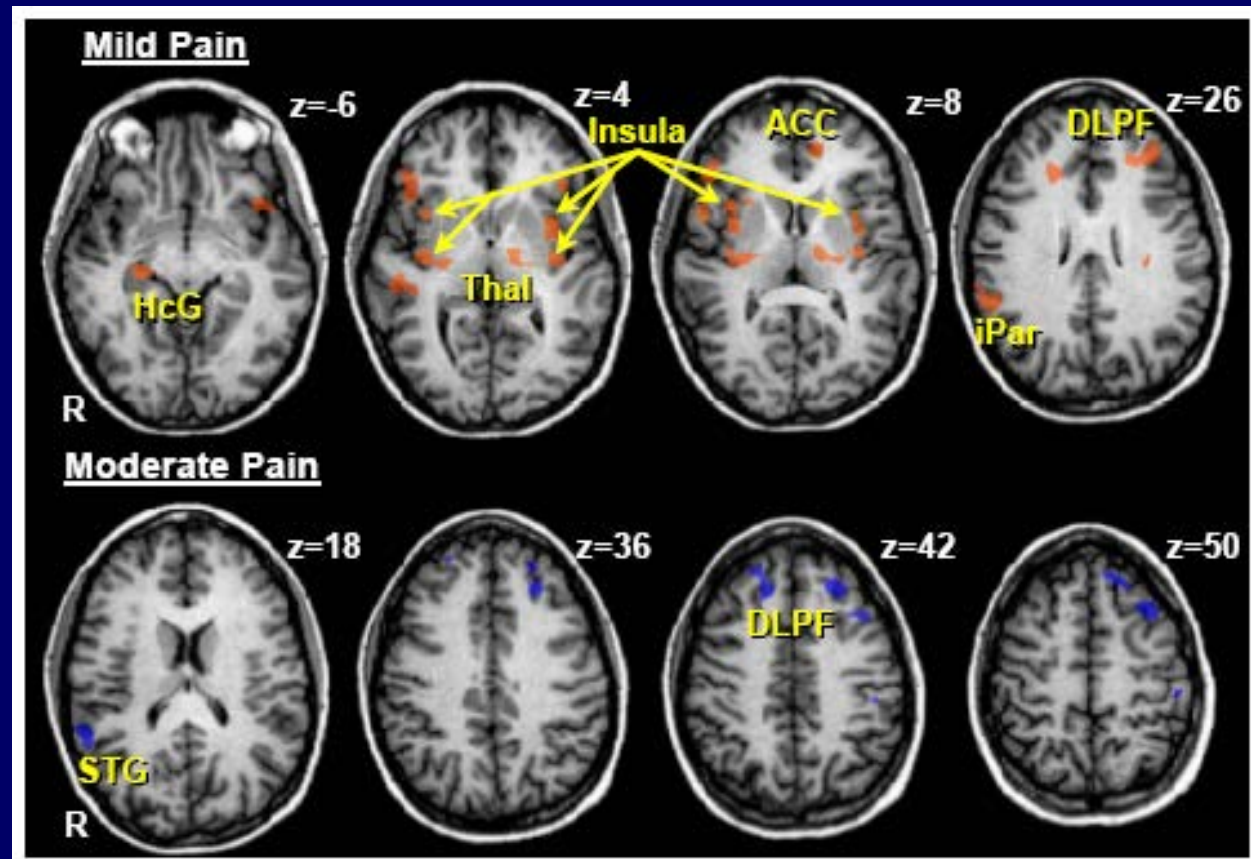 Mild Pain
z=-6
z=4
z=8
z=26
Insula
ACC
DLPF
HcG
Thal
iPar
R
Moderate Pain
z=18
z=36
z=42
z=50
DLPF
STG
R